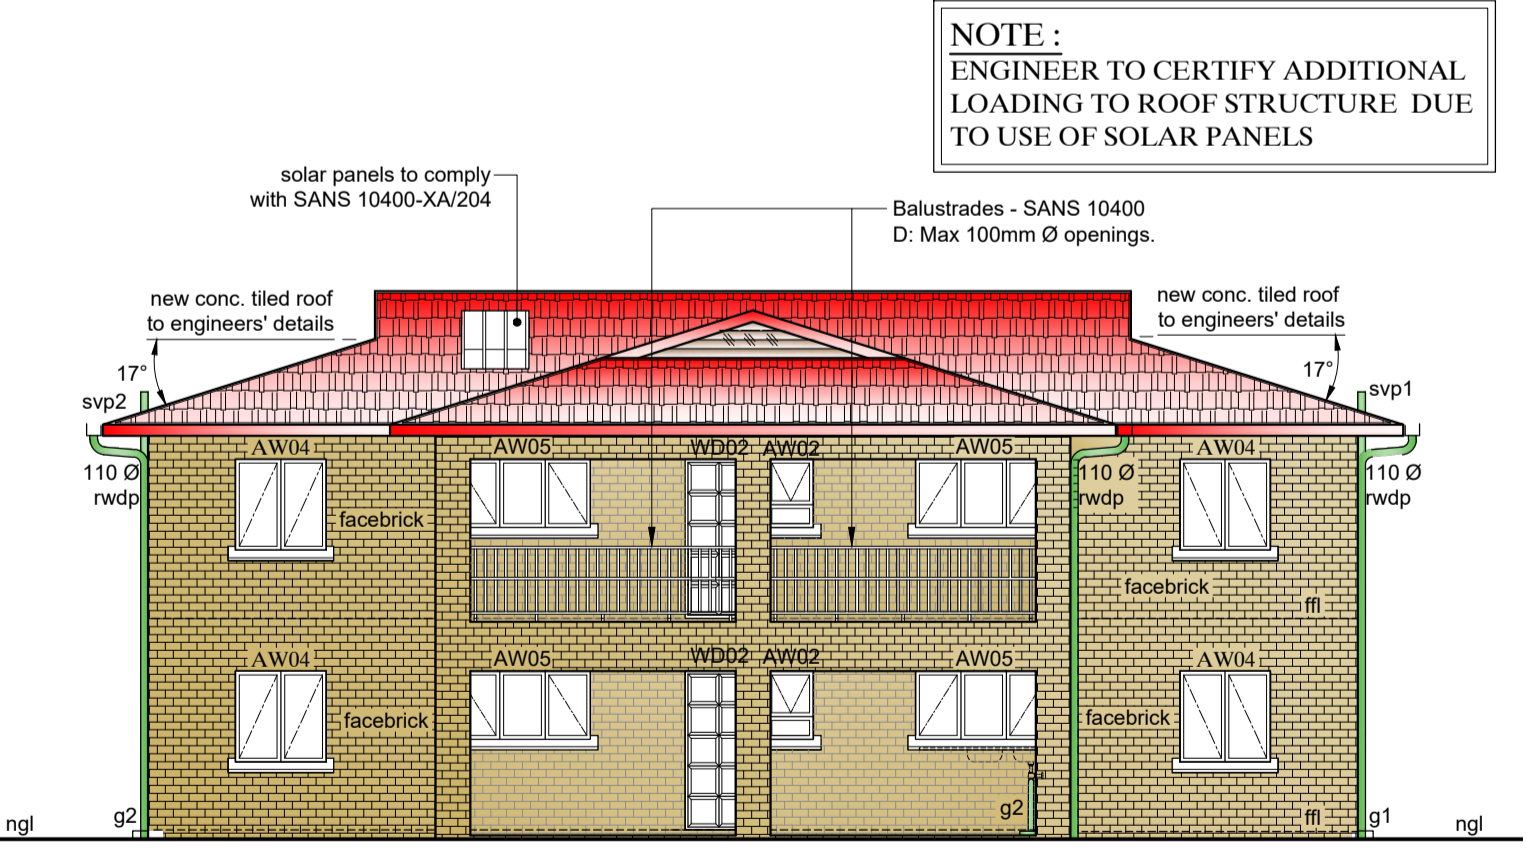 NOTE :
ENGINEER TO CERTIFY ADDITIONAL
LOADING TO ROOF STRUCTURE DUE
TO USE OF SOLAR PANELS
solar panels to comply
with SANS 10400-XA/204
Balustrades - SANS 10400
D: Max 100mm Ø openings.
new conc. tiled roof
to engineers' details
new conc. tiled roof
to engineers' details
17°
17°
svp2
svp1
AW04
AW05
WD02
AW02
AW05
AW04
110 Ø
rwdp
110 Ø
rwdp
110 Ø
rwdp
facebrick
facebrick
ffl
AW04
AW05
WD02
AW02
AW05
AW04
facebrick
facebrick
g2
g2
ffl
g1
ngl
ngl